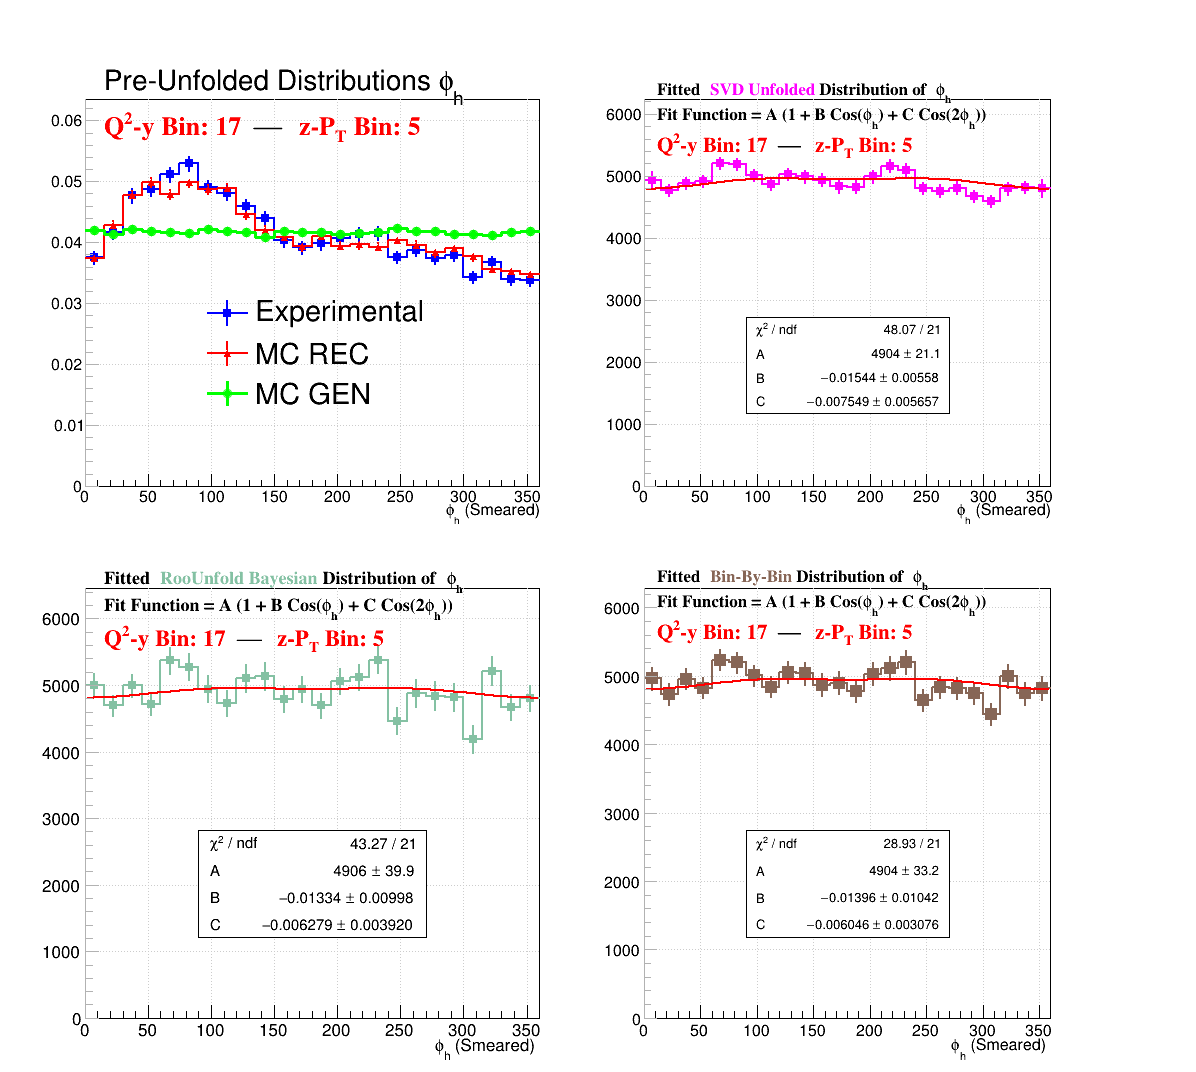 Pre-Unfolded Distributions ϕh
Q²-y Bin: 17 — z-PT Bin: 5
0.06
0.05
0.04
0.03
0.02
0.01
0
Experimental
MC REC
MC GEN
0 50 100 150 200 250 300 350
ϕh (Smeared)
Fitted SVD Unfolded Distribution of ϕh
Fit Function = A (1 + B Cos(ϕh) + C Cos(2ϕh))
Q²-y Bin: 17 — z-PT Bin: 5
6000
5000
4000
3000
2000
1000
0
χ² / ndf 48.07 / 21
A 4904 ± 21.1
B −0.01544 ± 0.00558
C −0.007549 ± 0.005657
0 50 100 150 200 250 300 350
ϕh (Smeared)
Fitted RooUnfold Bayesian Distribution of ϕh
Fit Function = A (1 + B Cos(ϕh) + C Cos(2ϕh))
Q²-y Bin: 17 — z-PT Bin: 5
6000
5000
4000
3000
2000
1000
0
χ² / ndf 43.27 / 21
A 4906 ± 39.9
B −0.01334 ± 0.00998
C −0.006279 ± 0.003920
0 50 100 150 200 250 300 350
ϕh (Smeared)
Fitted Bin-By-Bin Distribution of ϕh
Fit Function = A (1 + B Cos(ϕh) + C Cos(2ϕh))
Q²-y Bin: 17 — z-PT Bin: 5
6000
5000
4000
3000
2000
1000
0
χ² / ndf 28.93 / 21
A 4904 ± 33.2
B −0.01396 ± 0.01042
C −0.006046 ± 0.003076
0 50 100 150 200 250 300 350
ϕh (Smeared)